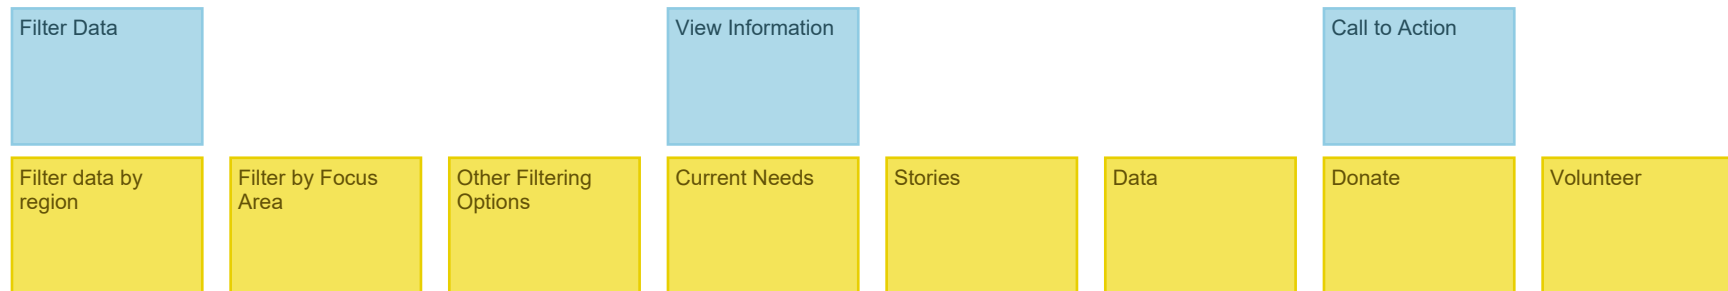 Filter Data
View Information
Call to Action
Filter data by
region
Filter by Focus
Area
Other Filtering
Options
Current Needs
Stories
Data
Donate
Volunteer